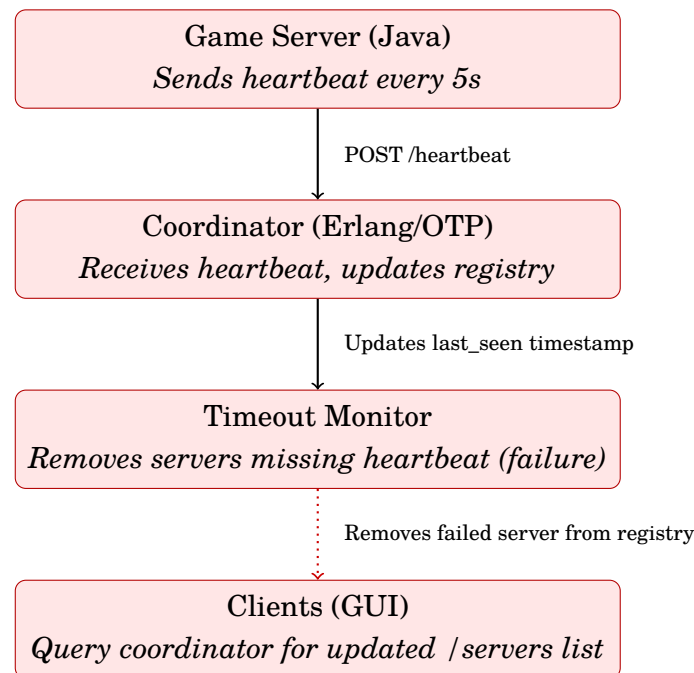 Game Server (Java)
Sends heartbeat every 5s
POST /heartbeat
Coordinator (Erlang/OTP)
Receives heartbeat, updates registry
Updates last_seen timestamp
Timeout Monitor
Removes servers missing heartbeat (failure)
Removes failed server from registry
Clients (GUI)
Query coordinator for updated /servers list